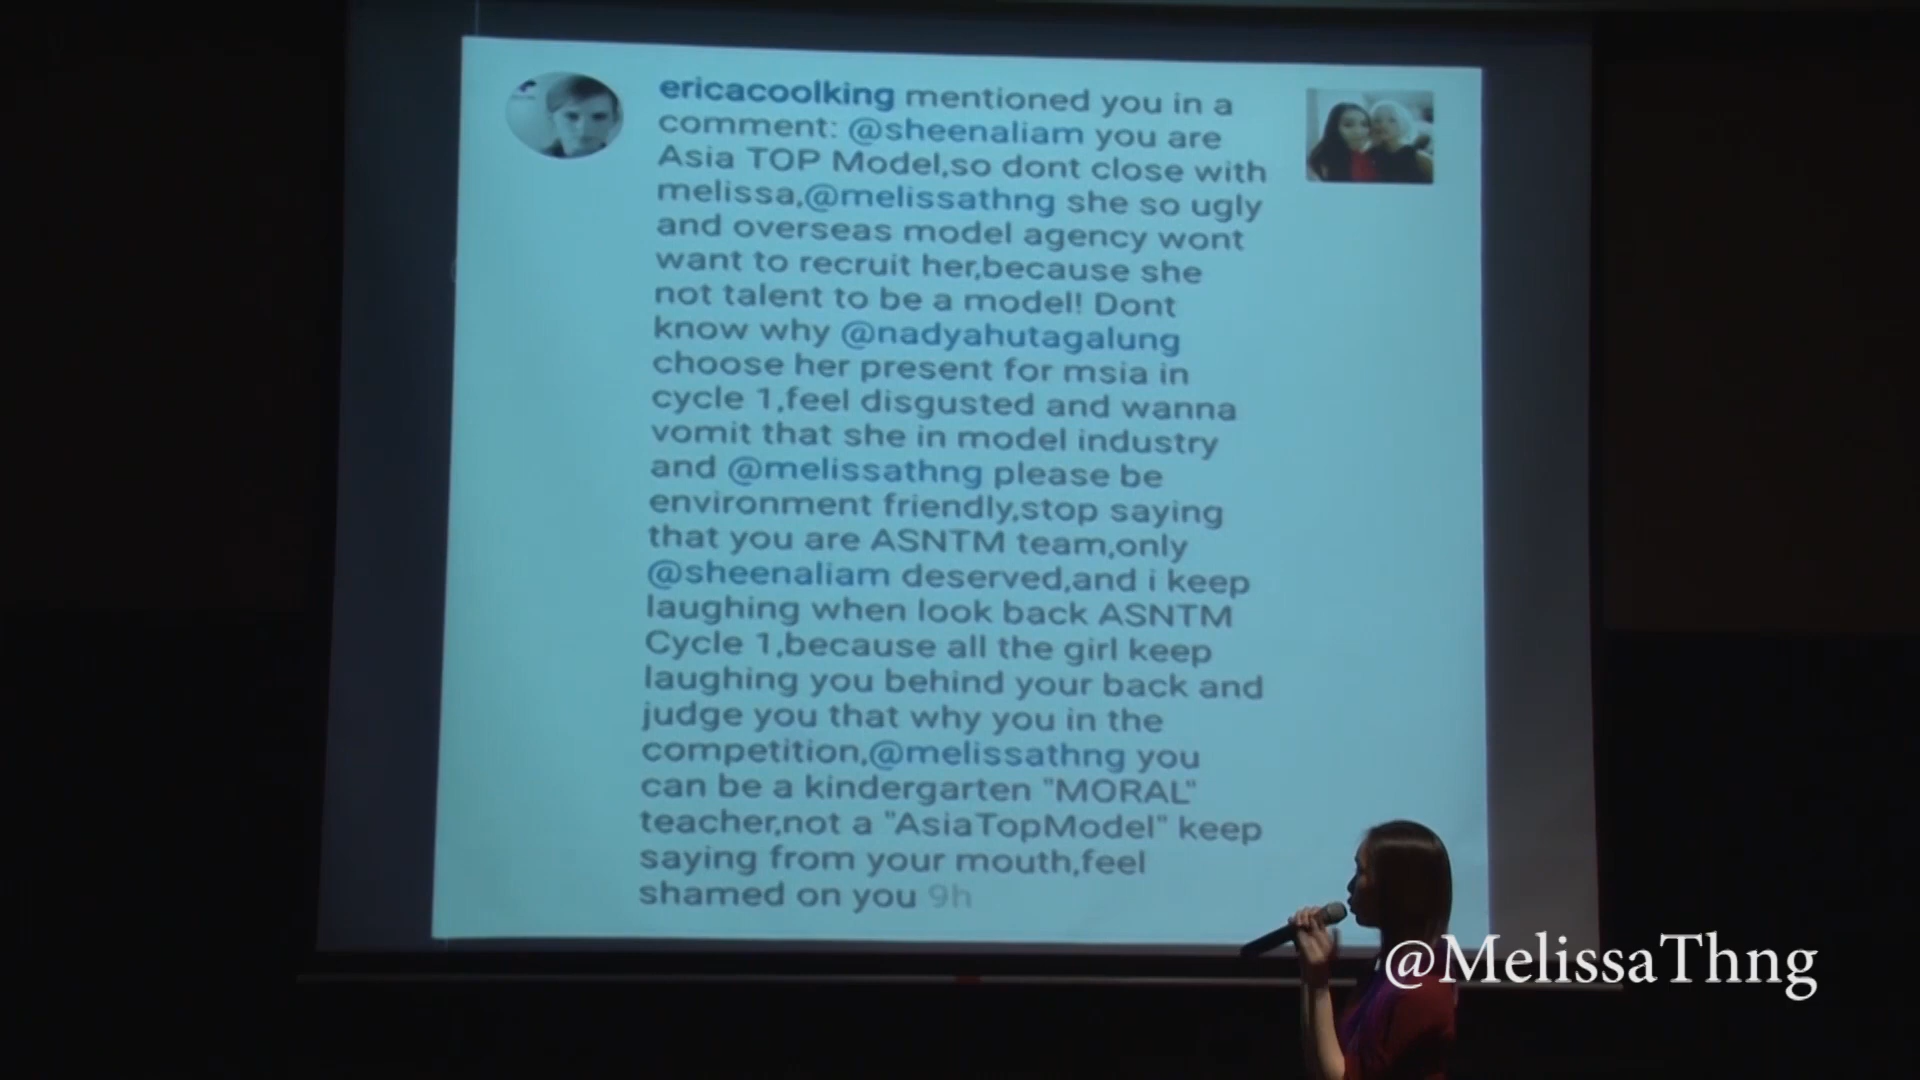 ericacoolking mentioned you in a
comment: @sheenaliam you are
Asia TOP Model,so dont close with
melissa,@melissathng she so ugly
and overseas model agency wont
want to recruit her,because she
not talent to be a model! Dont
know why @nadyahutagalung
choose her present for msia in
cycle 1,feel disgusted and wanna
vomit that she in model industry
and @melissathng please be
environment friendly,stop saying
that you are ASNTM team,only
@sheenaliam deserved,and i keep
laughing when look back ASNTM
Cycle 1,because all the girl keep
laughing you behind your back and
judge you that why you in the
competition,@melissathng you
can be a kindergarten "MORAL"
teacher,not a "AsiaTopModel" keep
saying from your mouth,feel
shamed on you 9h
@MelissaThng